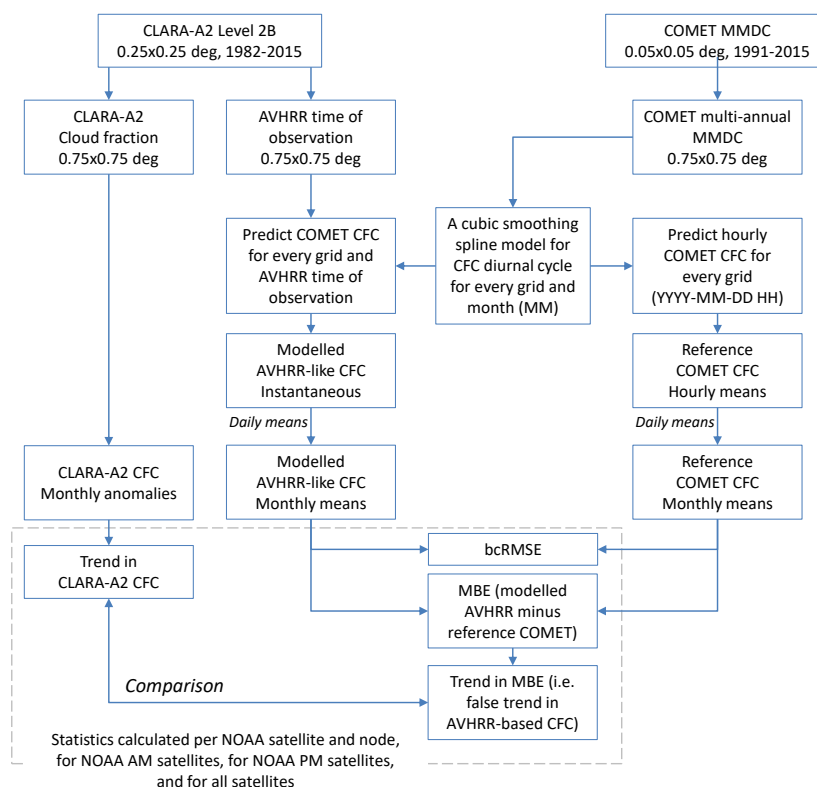 CLARA-A2 Level 2B
0.25x0.25 deg, 1982-2015
COMET MMDC
0.05x0.05 deg, 1991-2015
CLARA-A2
Cloud fraction
0.75x0.75 deg
AVHRR time of
observation
0.75x0.75 deg
COMET multi-annual
MMDC
0.75x0.75 deg
Predict COMET CFC
for every grid and
AVHRR time of
observation
A cubic smoothing
spline model for
CFC diurnal cycle
for every grid and
month (MM)
Predict hourly
COMET CFC for
every grid
(YYYY-MM-DD HH)
Modelled
AVHRR-like CFC
Instantaneous
Reference
COMET CFC
Hourly means
Daily means
Daily means
CLARA-A2 CFC
Monthly anomalies
Modelled
AVHRR-like CFC
Monthly means
Reference
COMET CFC
Monthly means
Trend in
CLARA-A2 CFC
bcRMSE
MBE (modelled
AVHRR minus
reference COMET)
Comparison
Trend in MBE (i.e.
false trend in
AVHRR-based CFC)
Statistics calculated per NOAA satellite and node,
for NOAA AM satellites, for NOAA PM satellites,
and for all satellites